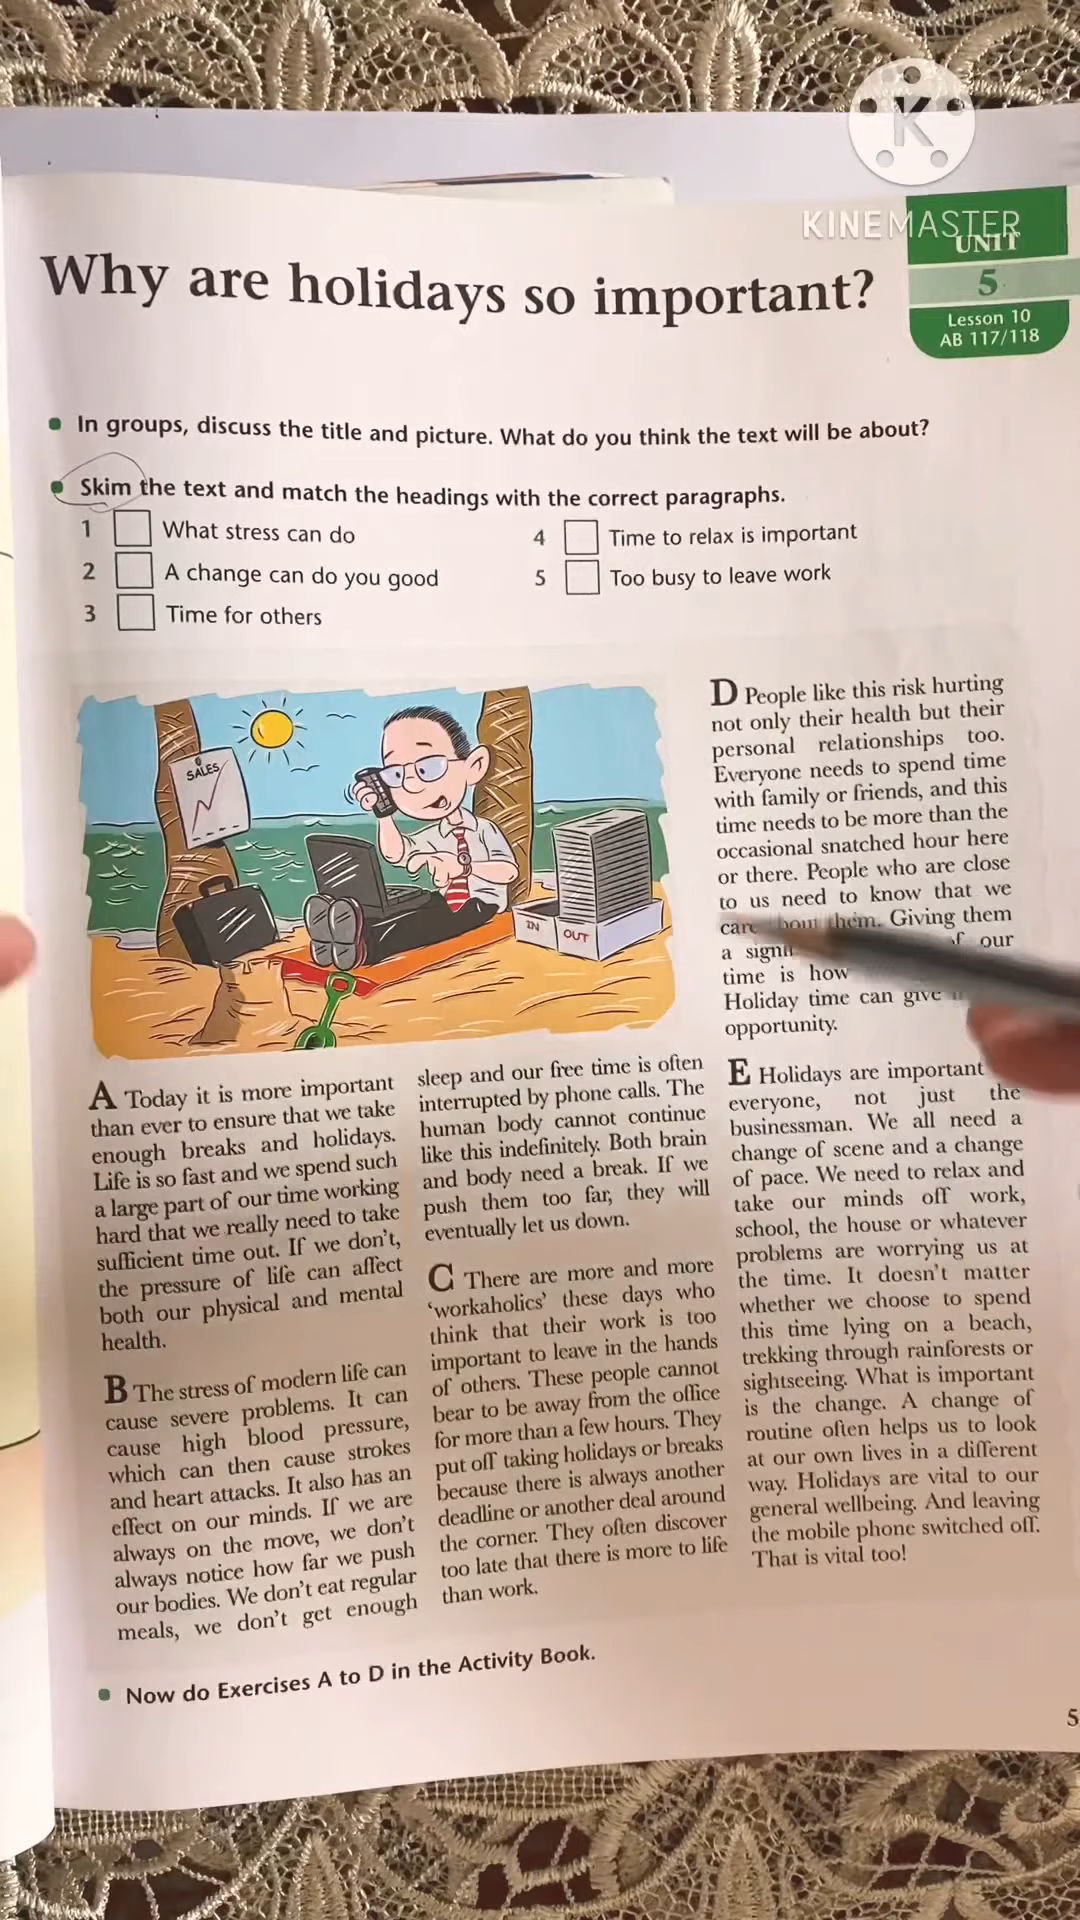 K
KINEMASTER
UNIT
5
Lesson 10
AB 117/118
Why are holidays so important?
In groups, discuss the title and picture. What do you think the text will be about?
Skim the text and match the headings with the correct paragraphs.
1 What stress can do
2 A change can do you good
3 Time for others
4 Time to relax is important
5 Too busy to leave work
SALES
IN
OUT
A Today it is more important
than ever to ensure that we take
enough breaks and holidays.
Life is so fast and we spend such
a large part of our time working
hard that we really need to take
sufficient time out. If we don't,
the pressure of life can affect
both our physical and mental
health.
B The stress of modern life can
cause severe problems. It can
cause high blood pressure,
which can then cause strokes
and heart attacks. It also has an
effect on our minds. If we are
always on the move, we don't
always notice how far we push
our bodies. We don't eat regular
meals, we don't get enough
sleep and our free time is often
interrupted by phone calls. The
human body cannot continue
like this indefinitely. Both brain
and body need a break. If we
push them too far, they will
eventually let us down.
C There are more and more
'workaholics' these days who
think that their work is too
important to leave in the hands
of others. These people cannot
bear to be away from the office
for more than a few hours. They
put off taking holidays or breaks
because there is always another
deadline or another deal around
the corner. They often discover
too late that there is more to life
than work.
D People like this risk hurting
not only their health but their
personal relationships too.
Everyone needs to spend time
with family or friends, and this
time needs to be more than the
occasional snatched hour here
or there. People who are close
to us need to know that we
care about them. Giving them
a of our
time is how
Holiday time can give
opportunity.
E Holidays are important
everyone, not just the
businessman. We all need a
change of scene and a change
of pace. We need to relax and
take our minds off work,
school, the house or whatever
problems are worrying us at
the time. It doesn't matter
whether we choose to spend
this time lying on a beach,
trekking through rainforests or
sightseeing. What is important
is the change. A change of
routine often helps us to look
at our own lives in a different
way. Holidays are vital to our
general wellbeing. And leaving
the mobile phone switched off.
That is vital too!
Now do Exercises A to D in the Activity Book.
5